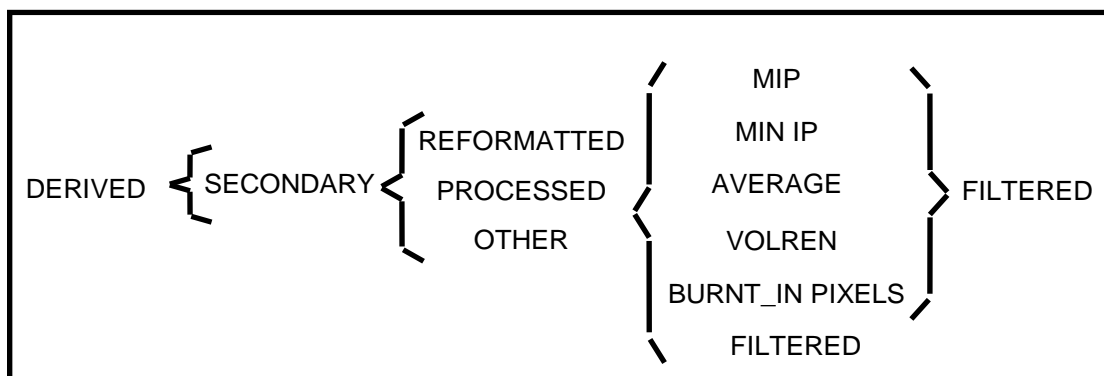 DERIVED
SECONDARY
REFORMATTED
PROCESSED
OTHER
MIP
MIN IP
AVERAGE
VOLREN
BURNT_IN PIXELS
FILTERED
FILTERED